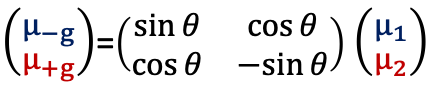 (μ₋g) = (sin θ cos θ) (μ₁)
(μ₊g) (cos θ −sin θ) (μ₂)